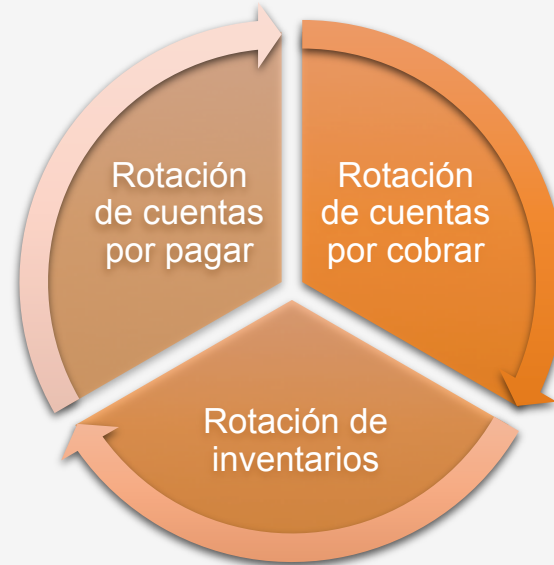 Rotación
de cuentas
por pagar
Rotación
de cuentas
por cobrar
Rotación de
inventarios